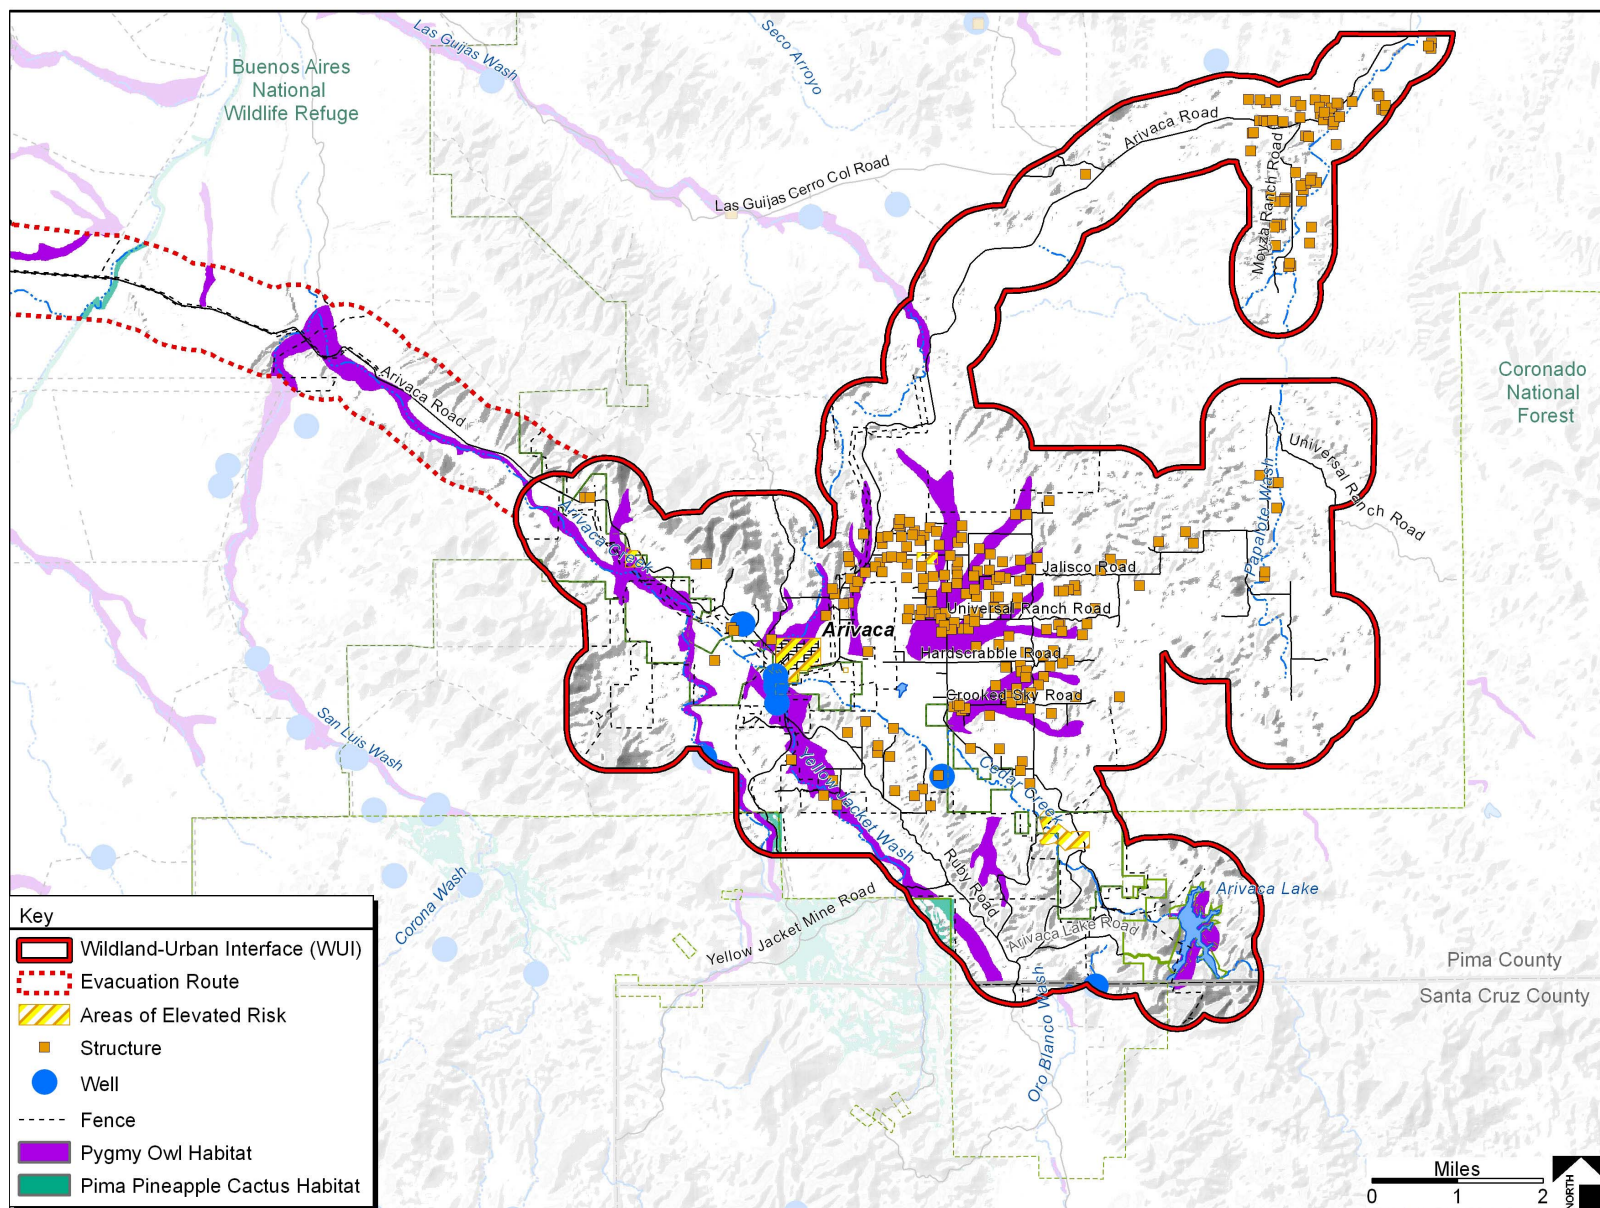 Las Guijas Wash
Seco Arroyo
Buenos Aires
National
Wildlife Refuge
Arivaca Road
Las Guijas Cerro Col Road
Moyza Ranch Road
Coronado
National
Forest
Arivaca Road
Universal Ranch Road
Papalote Wash
Arivaca Creek
Jalisco Road
Universal Ranch Road
Arivaca
Hardscrabble Road
Crooked Sky Road
San Luis Wash
Yellow Jacket Wash
Cedar Creek
Ruby Road
Arivaca Lake
Corona Wash
Yellow Jacket Mine Road
Arivaca Lake Road
Oro Blanco Wash
Pima County
Santa Cruz County
Key
Wildland-Urban Interface (WUI)
Evacuation Route
Areas of Elevated Risk
Structure
Well
Fence
Pygmy Owl Habitat
Pima Pineapple Cactus Habitat
Miles
0 1 2
NORTH